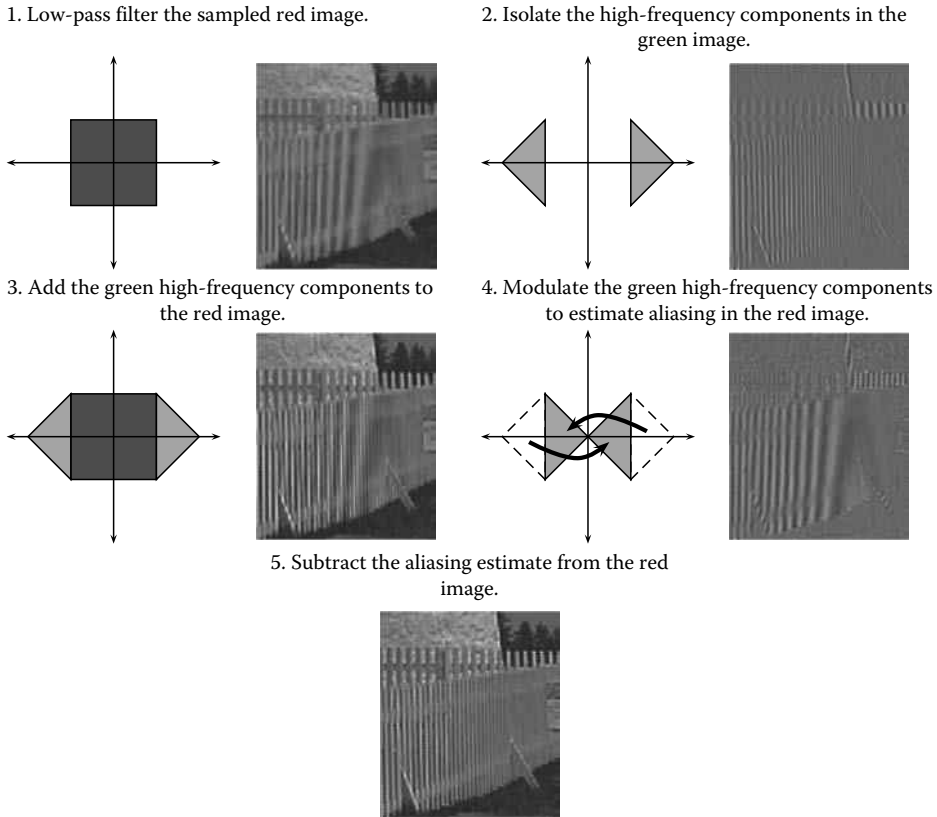 1. Low-pass filter the sampled red image.
2. Isolate the high-frequency components in the
green image.
3. Add the green high-frequency components to
the red image.
4. Modulate the green high-frequency components
to estimate aliasing in the red image.
5. Subtract the aliasing estimate from the red
image.